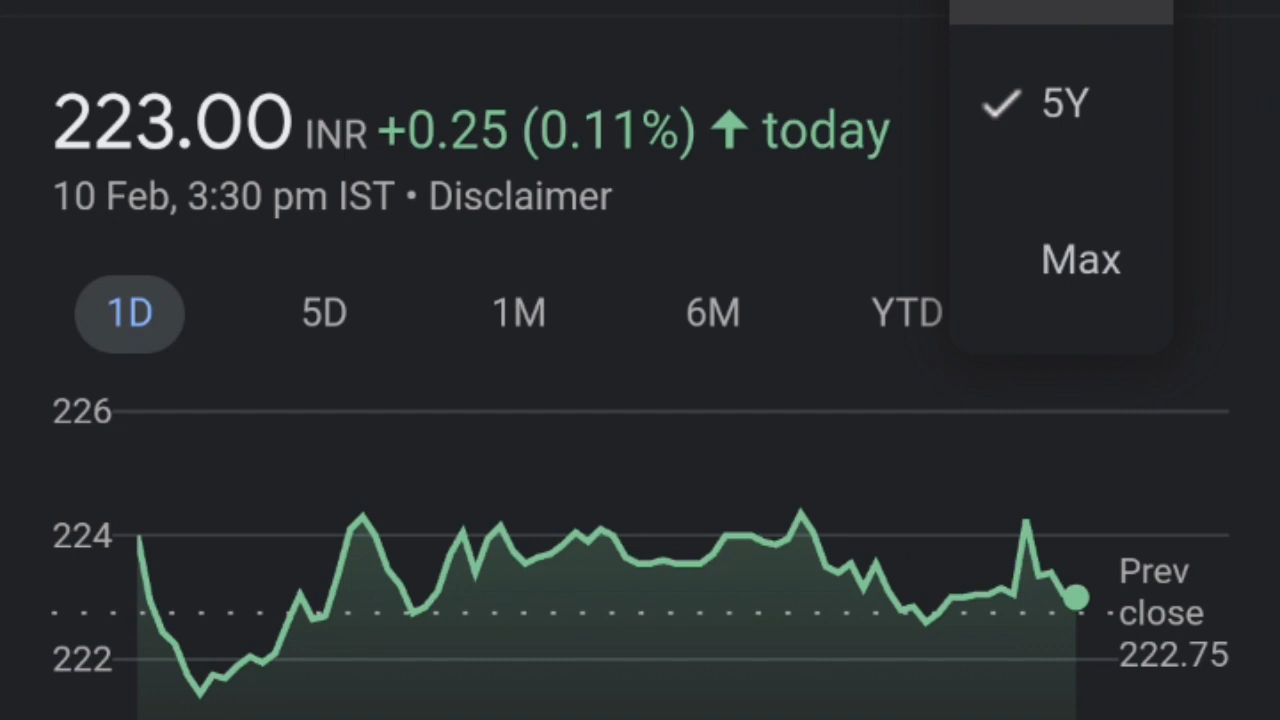 223.00 INR +0.25 (0.11%) ↑ today
10 Feb, 3:30 pm IST • Disclaimer
✓ 5Y
Max
1D 5D 1M 6M YTD
226
224
222
Prev
close
222.75